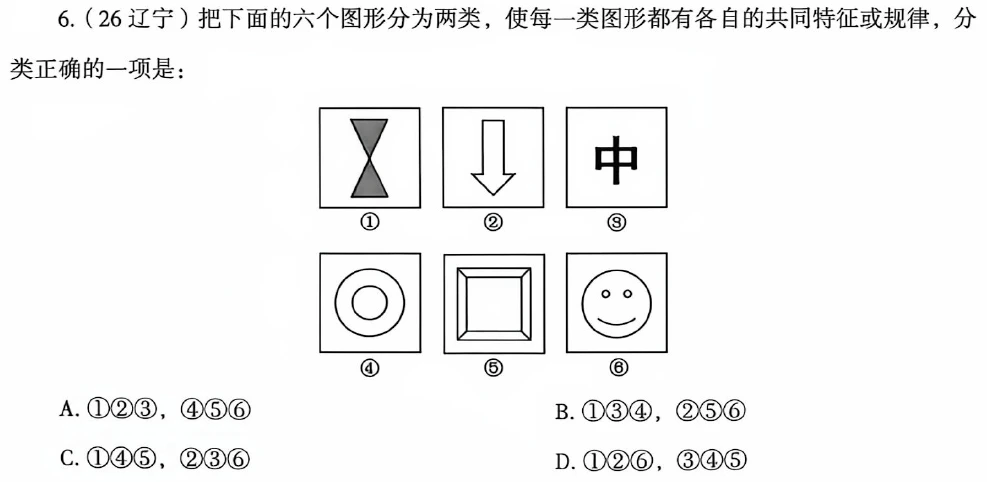 6.(26辽宁)把下面的六个图形分为两类，使每一类图形都有各自的共同特征或规律，分
类正确的一项是：
中
① ② ③
④ ⑤ ⑥
A. ①②③，④⑤⑥ B. ①③④，②⑤⑥
C. ①④⑤，②③⑥ D. ①②⑥，③④⑤